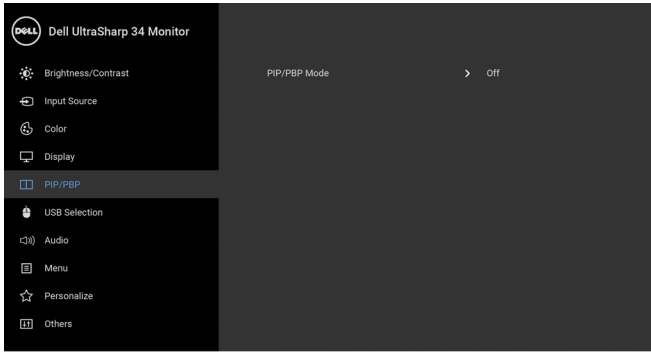 DELL Dell UltraSharp 34 Monitor
Brightness/Contrast
PIP/PBP Mode Off
Input Source
Color
Display
PIP/PBP
USB Selection
Audio
Menu
Personalize
Others